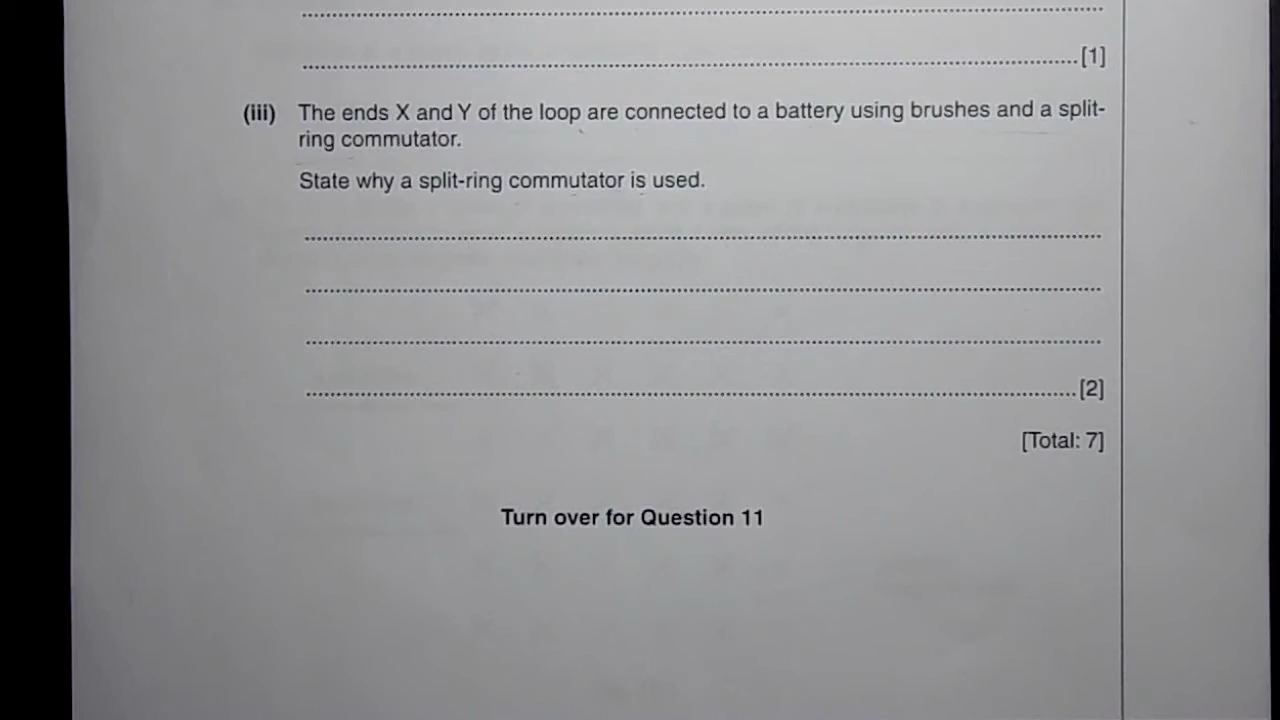 [1]
(iii) The ends X and Y of the loop are connected to a battery using brushes and a split-
ring commutator.
State why a split-ring commutator is used.
[2]
[Total: 7]
Turn over for Question 11